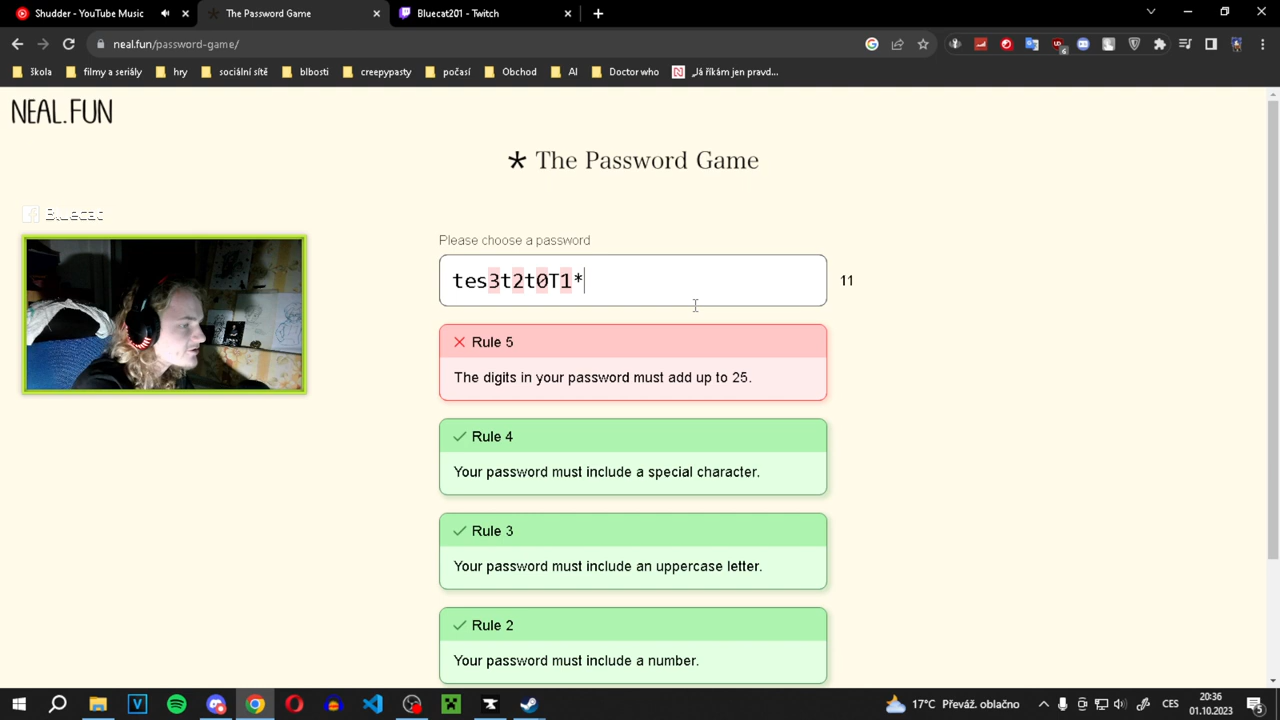 Shudder - YouTube Music
The Password Game
Bluecat201 - Twitch
neal.fun/password-game/
škola
filmy a seriály
hry
sociální sítě
blbosti
creepypasty
počasí
Obchod
AI
Doctor who
„Já říkám jen pravd...
NEAL.FUN
* The Password Game
Please choose a password
tes3t2t0T1*
11
Rule 5
The digits in your password must add up to 25.
Rule 4
Your password must include a special character.
Rule 3
Your password must include an uppercase letter.
Rule 2
Your password must include a number.
17°C Převáž. oblačno
CES
20:36
01.10.2023